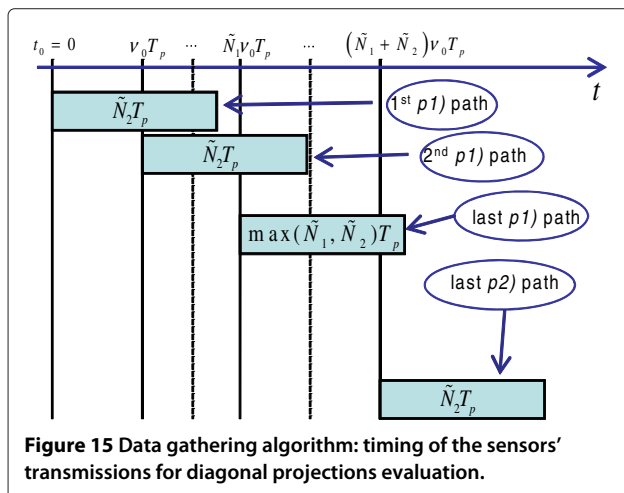 t₀ = 0 ν₀Tₚ ... Ñ₁ν₀Tₚ ... (Ñ₁ + Ñ₂)ν₀Tₚ
t
Ñ₂Tₚ
1st p1) path
Ñ₂Tₚ
2nd p1) path
max(Ñ₁, Ñ₂)Tₚ
last p1) path
last p2) path
Ñ₂Tₚ
Figure 15 Data gathering algorithm: timing of the sensors'
transmissions for diagonal projections evaluation.